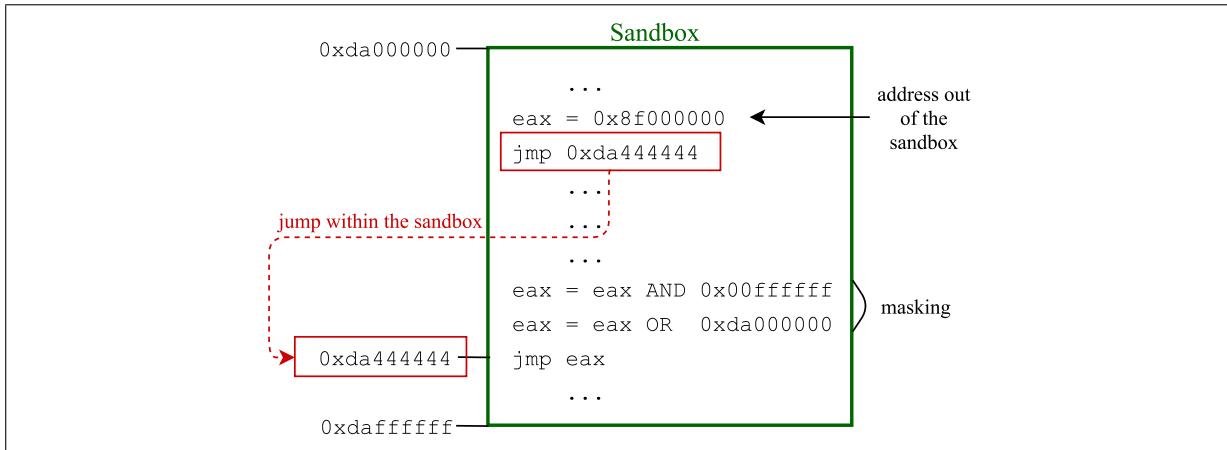 Sandbox
0xda000000
...
eax = 0x8f000000
address out
of the
sandbox
jmp 0xda444444
...
jump within the sandbox
...
...
eax = eax AND 0x00ffffff
eax = eax OR  0xda000000
masking
0xda444444
jmp eax
...
0xdaffffff